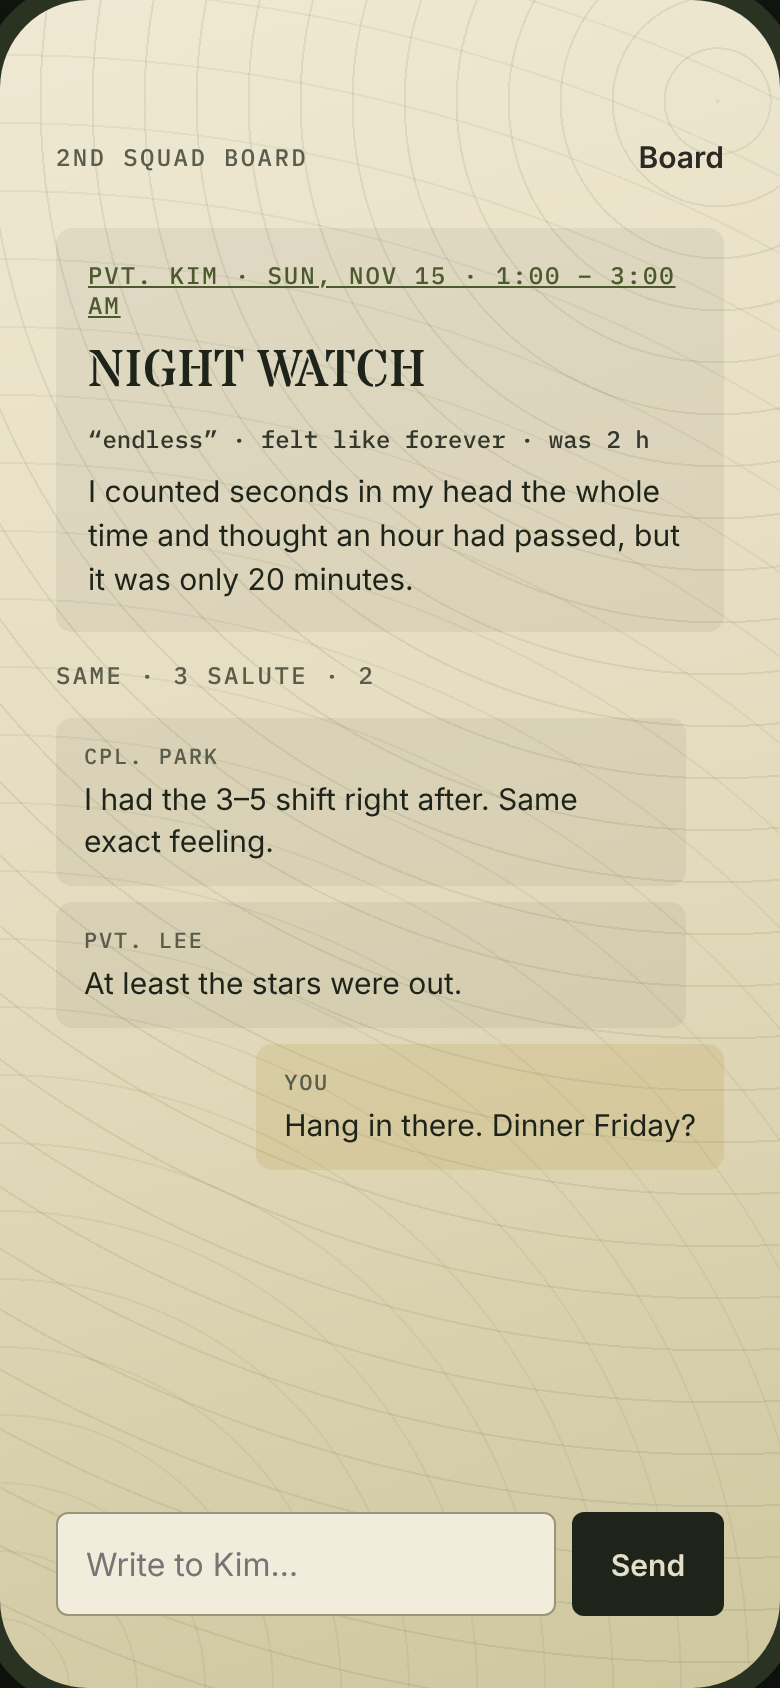 2ND SQUAD BOARD
Board
PVT. KIM · SUN, NOV 15 · 1:00 – 3:00
AM
NIGHT WATCH
“endless” · felt like forever · was 2 h
I counted seconds in my head the whole
time and thought an hour had passed, but
it was only 20 minutes.
SAME · 3 SALUTE · 2
CPL. PARK
I had the 3–5 shift right after. Same
exact feeling.
PVT. LEE
At least the stars were out.
YOU
Hang in there. Dinner Friday?
Write to Kim...
Send